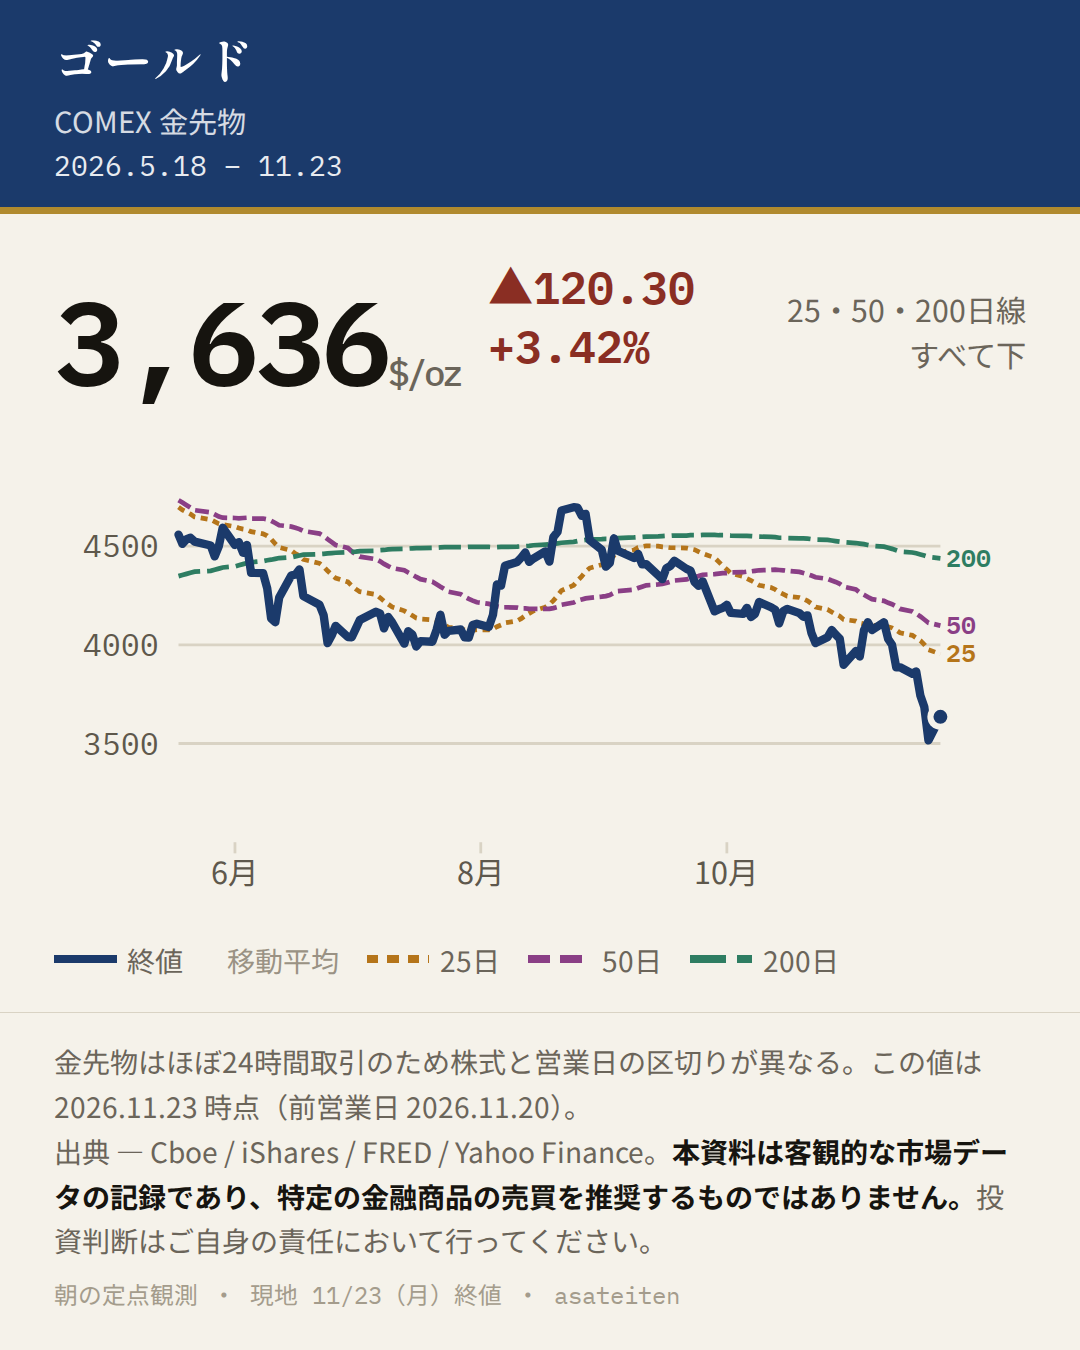 ゴールド
COMEX 金先物
2026.5.18 – 11.23
3,636$/oz
▲120.30
+3.42%
25・50・200日線
すべて下
4500
4000
3500
200
50
25
6月
8月
10月
終値 移動平均 25日 50日 200日
金先物はほぼ24時間取引のため株式と営業日の区切りが異なる。この値は
2026.11.23 時点（前営業日 2026.11.20）。
出典 — Cboe / iShares / FRED / Yahoo Finance。本資料は客観的な市場デー
タの記録であり、特定の金融商品の売買を推奨するものではありません。投
資判断はご自身の責任において行ってください。
朝の定点観測 ・ 現地 11/23（月）終値 ・ asateiten